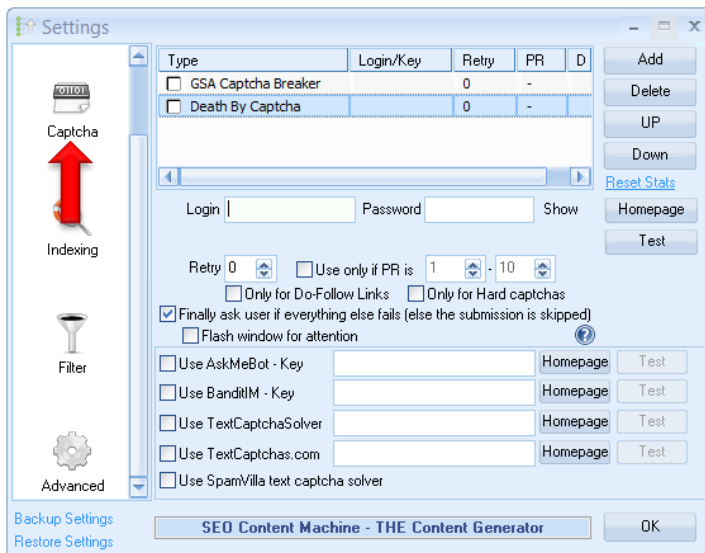 Settings
01101
Captcha
Indexing
Filter
Advanced
Backup Settings
Restore Settings
Type Login/Key Retry PR D
GSA Captcha Breaker 0 -
Death By Captcha 0 -
Add
Delete
UP
Down
Reset Stats
Homepage
Test
Login Password Show
Retry 0 Use only if PR is 1 - 10
Only for Do-Follow Links Only for Hard captchas
Finally ask user if everything else fails (else the submission is skipped)
Flash window for attention ?
Use AskMeBot - Key Homepage Test
Use BanditIM - Key Homepage Test
Use TextCaptchaSolver Homepage Test
Use TextCaptchas.com Homepage Test
Use SpamVilla text captcha solver
SEO Content Machine - THE Content Generator
OK